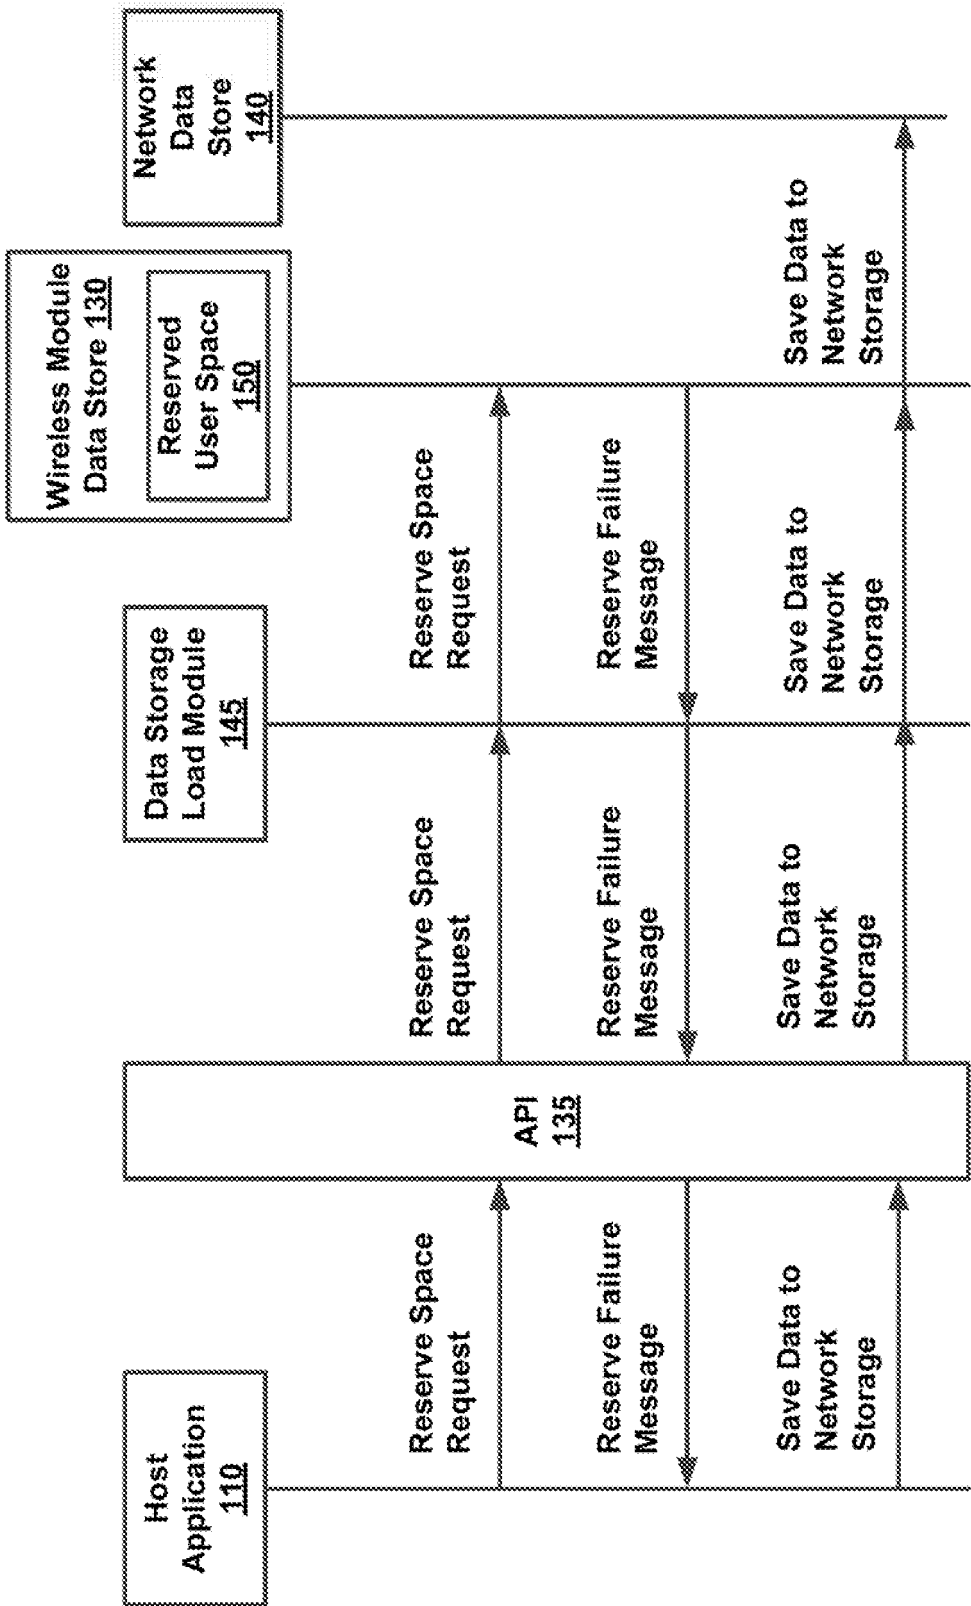 Host
Application
110
API
135
Data Storage
Load Module
145
Wireless Module
Data Store 130
Reserved
User Space
150
Network
Data
Store
140
Reserve Space
Request
Reserve Space
Request
Reserve Space
Request
Reserve Failure
Message
Reserve Failure
Message
Reserve Failure
Message
Save Data to
Network
Storage
Save Data to
Network
Storage
Save Data to
Network
Storage
Save Data to
Network
Storage